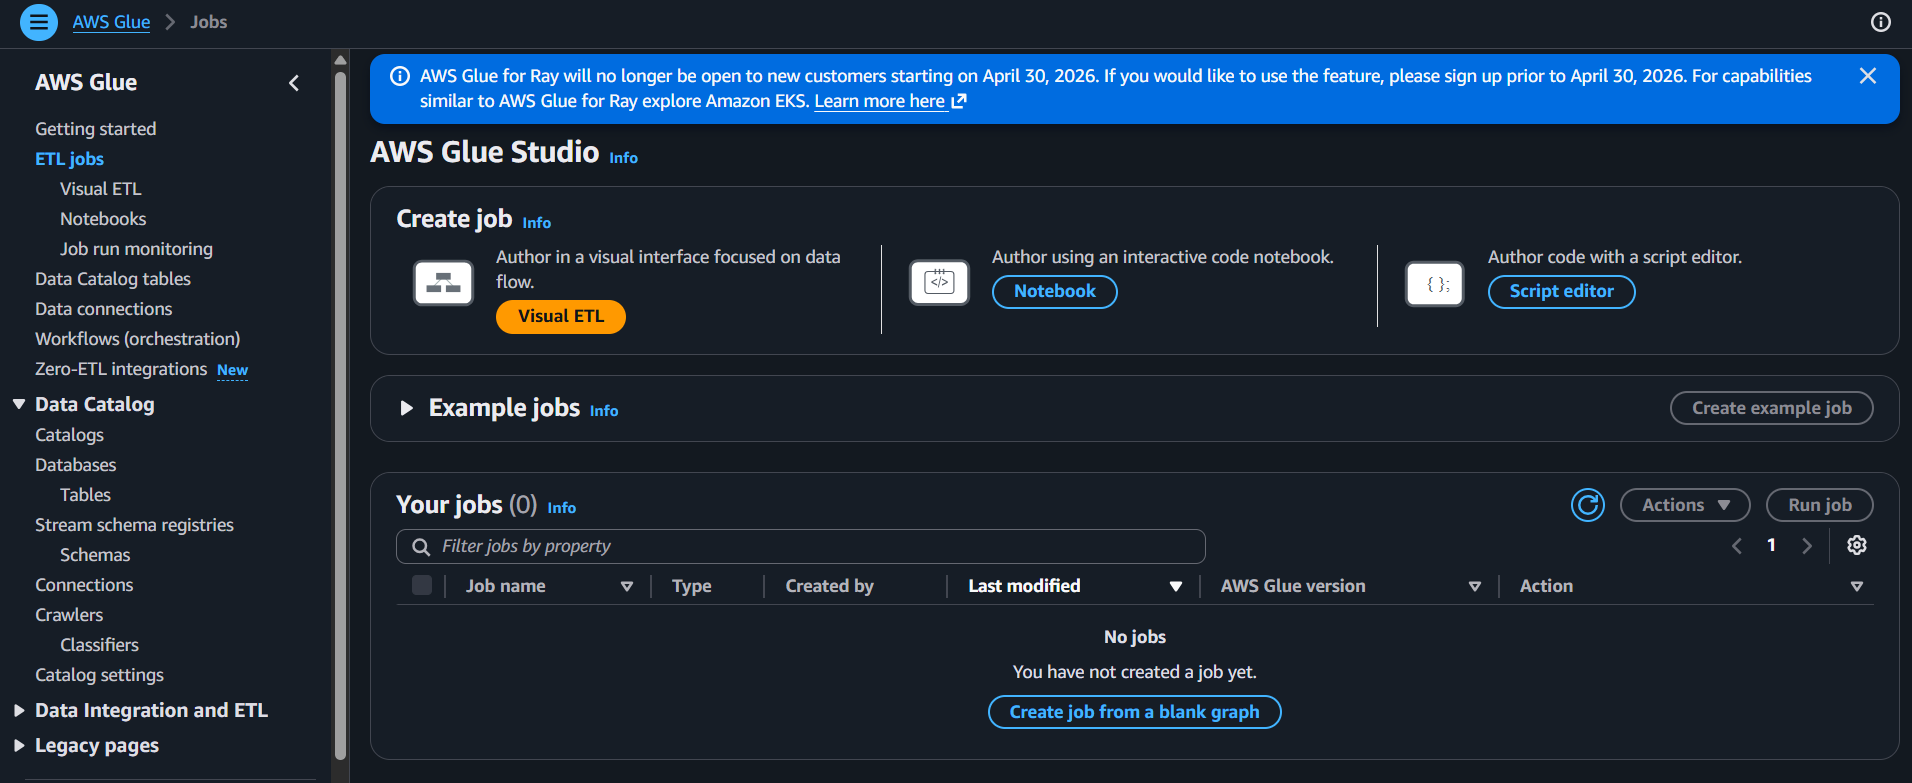 AWS Glue > Jobs
AWS Glue
Getting started
ETL jobs
Visual ETL
Notebooks
Job run monitoring
Data Catalog tables
Data connections
Workflows (orchestration)
Zero-ETL integrations New
Data Catalog
Catalogs
Databases
Tables
Stream schema registries
Schemas
Connections
Crawlers
Classifiers
Catalog settings
Data Integration and ETL
Legacy pages
AWS Glue for Ray will no longer be open to new customers starting on April 30, 2026. If you would like to use the feature, please sign up prior to April 30, 2026. For capabilities
similar to AWS Glue for Ray explore Amazon EKS. Learn more here
AWS Glue Studio Info
Create job Info
Author in a visual interface focused on data
flow.
Visual ETL
</>
Author using an interactive code notebook.
Notebook
{ };
Author code with a script editor.
Script editor
Example jobs Info
Create example job
Your jobs (0) Info
Actions
Run job
Filter jobs by property
1
Job name
Type
Created by
Last modified
AWS Glue version
Action
No jobs
You have not created a job yet.
Create job from a blank graph